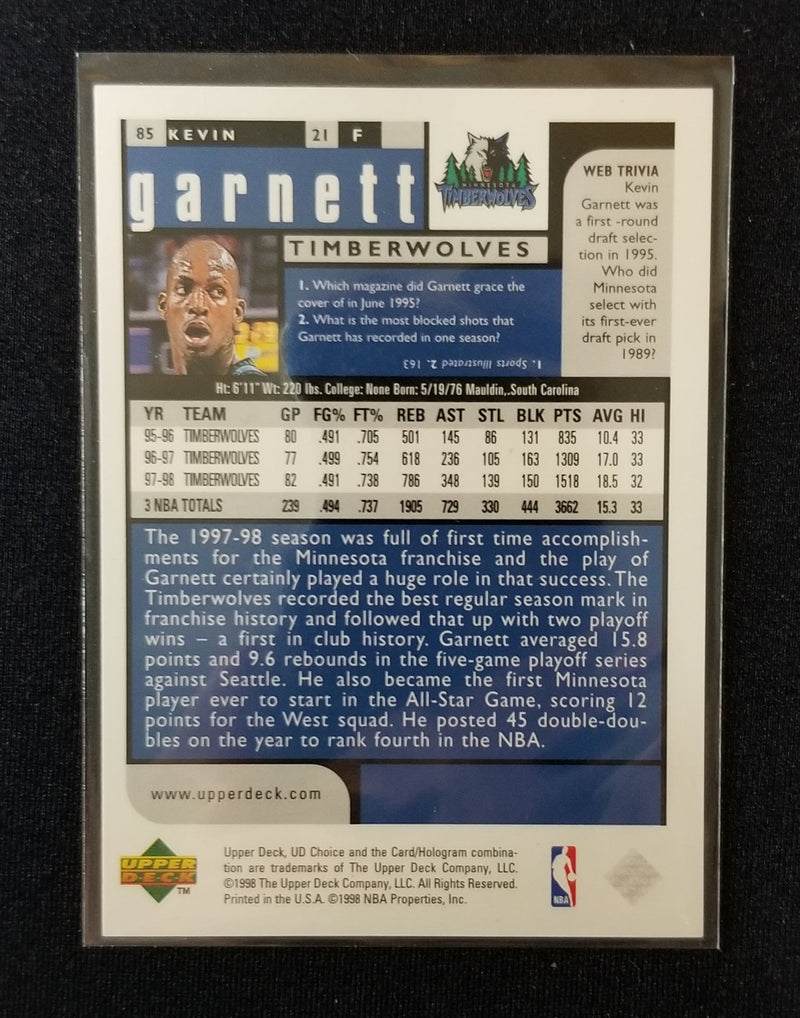 85 KEVIN 21 F
garnett
MINNESOTA
TIMBERWOLVES
TIMBERWOLVES
WEB TRIVIA
Kevin
Garnett was
a first -round
draft selec-
tion in 1995.
Who did
Minnesota
select with
its first-ever
draft pick in
1989?
1. Which magazine did Garnett grace the
cover of in June 1995?
2. What is the most blocked shots that
Garnett has recorded in one season?
1. Sports Illustrated 2. 163
Ht: 6'11" Wt: 220 lbs. College: None Born: 5/19/76 Mauldin,.South Carolina
YR TEAM GP FG% FT% REB AST STL BLK PTS AVG HI
95-96 TIMBERWOLVES 80 .491 .705 501 145 86 131 835 10.4 33
96-97 TIMBERWOLVES 77 .499 .754 618 236 105 163 1309 17.0 33
97-98 TIMBERWOLVES 82 .491 .738 786 348 139 150 1518 18.5 32
3 NBA TOTALS 239 .494 .737 1905 729 330 444 3662 15.3 33
The 1997-98 season was full of first time accomplish-
ments for the Minnesota franchise and the play of
Garnett certainly played a huge role in that success. The
Timberwolves recorded the best regular season mark in
franchise history and followed that up with two playoff
wins – a first in club history. Garnett averaged 15.8
points and 9.6 rebounds in the five-game playoff series
against Seattle. He also became the first Minnesota
player ever to start in the All-Star Game, scoring 12
points for the West squad. He posted 45 double-dou-
bles on the year to rank fourth in the NBA.
www.upperdeck.com
UPPER
DECK
TM
Upper Deck, UD Choice and the Card/Hologram combina-
tion are trademarks of The Upper Deck Company, LLC.
©1998 The Upper Deck Company, LLC. All Rights Reserved.
Printed in the U.S.A. ©1998 NBA Properties, Inc.
NBA